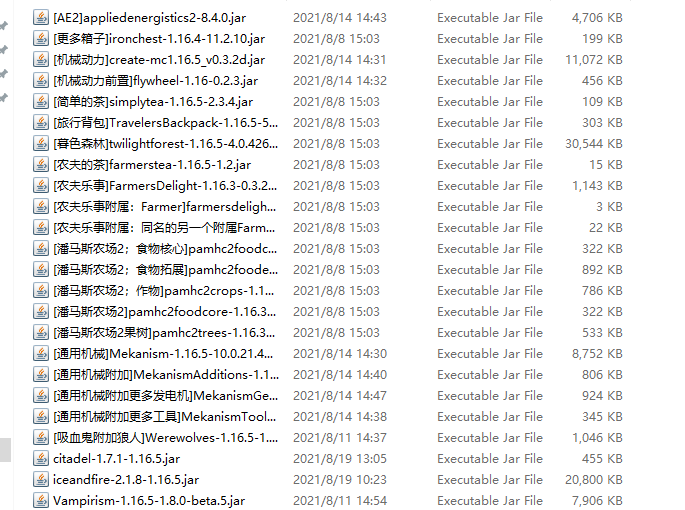 [AE2]appliedenergistics2-8.4.0.jar 2021/8/14 14:43 Executable Jar File 4,706 KB
[更多箱子]ironchest-1.16.4-11.2.10.jar 2021/8/8 15:03 Executable Jar File 199 KB
[机械动力]create-mc1.16.5_v0.3.2d.jar 2021/8/14 14:31 Executable Jar File 11,072 KB
[机械动力前置]flywheel-1.16-0.2.3.jar 2021/8/14 14:32 Executable Jar File 456 KB
[简单的茶]simplytea-1.16.5-2.3.4.jar 2021/8/8 15:03 Executable Jar File 109 KB
[旅行背包]TravelersBackpack-1.16.5-5... 2021/8/8 15:03 Executable Jar File 303 KB
[暮色森林]twilightforest-1.16.5-4.0.426... 2021/8/8 15:03 Executable Jar File 30,544 KB
[农夫的茶]farmerstea-1.16.5-1.2.jar 2021/8/8 15:03 Executable Jar File 15 KB
[农夫乐事]FarmersDelight-1.16.3-0.3.2... 2021/8/8 15:03 Executable Jar File 1,143 KB
[农夫乐事附属：Farmer]farmersdeligh... 2021/8/8 15:03 Executable Jar File 3 KB
[农夫乐事附属：同名的另一个附属Farm... 2021/8/8 15:03 Executable Jar File 22 KB
[潘马斯农场2；食物核心]pamhc2foodc... 2021/8/8 15:03 Executable Jar File 322 KB
[潘马斯农场2；食物拓展]pamhc2foode... 2021/8/8 15:03 Executable Jar File 892 KB
[潘马斯农场2；作物]pamhc2crops-1.1... 2021/8/8 15:03 Executable Jar File 786 KB
[潘马斯农场2]pamhc2foodcore-1.16.3... 2021/8/8 15:03 Executable Jar File 322 KB
[潘马斯农场2果树]pamhc2trees-1.16.3... 2021/8/8 15:03 Executable Jar File 533 KB
[通用机械]Mekanism-1.16.5-10.0.21.4... 2021/8/14 14:30 Executable Jar File 8,752 KB
[通用机械附加]MekanismAdditions-1.1... 2021/8/14 14:40 Executable Jar File 806 KB
[通用机械附加更多发电机]MekanismGe... 2021/8/14 14:47 Executable Jar File 924 KB
[通用机械附加更多工具]MekanismTool... 2021/8/14 14:38 Executable Jar File 345 KB
[吸血鬼附加狼人]Werewolves-1.16.5-1.... 2021/8/11 14:37 Executable Jar File 1,046 KB
citadel-1.7.1-1.16.5.jar 2021/8/19 13:05 Executable Jar File 455 KB
iceandfire-2.1.8-1.16.5.jar 2021/8/19 10:23 Executable Jar File 20,800 KB
Vampirism-1.16.5-1.8.0-beta.5.jar 2021/8/11 14:54 Executable Jar File 7,906 KB